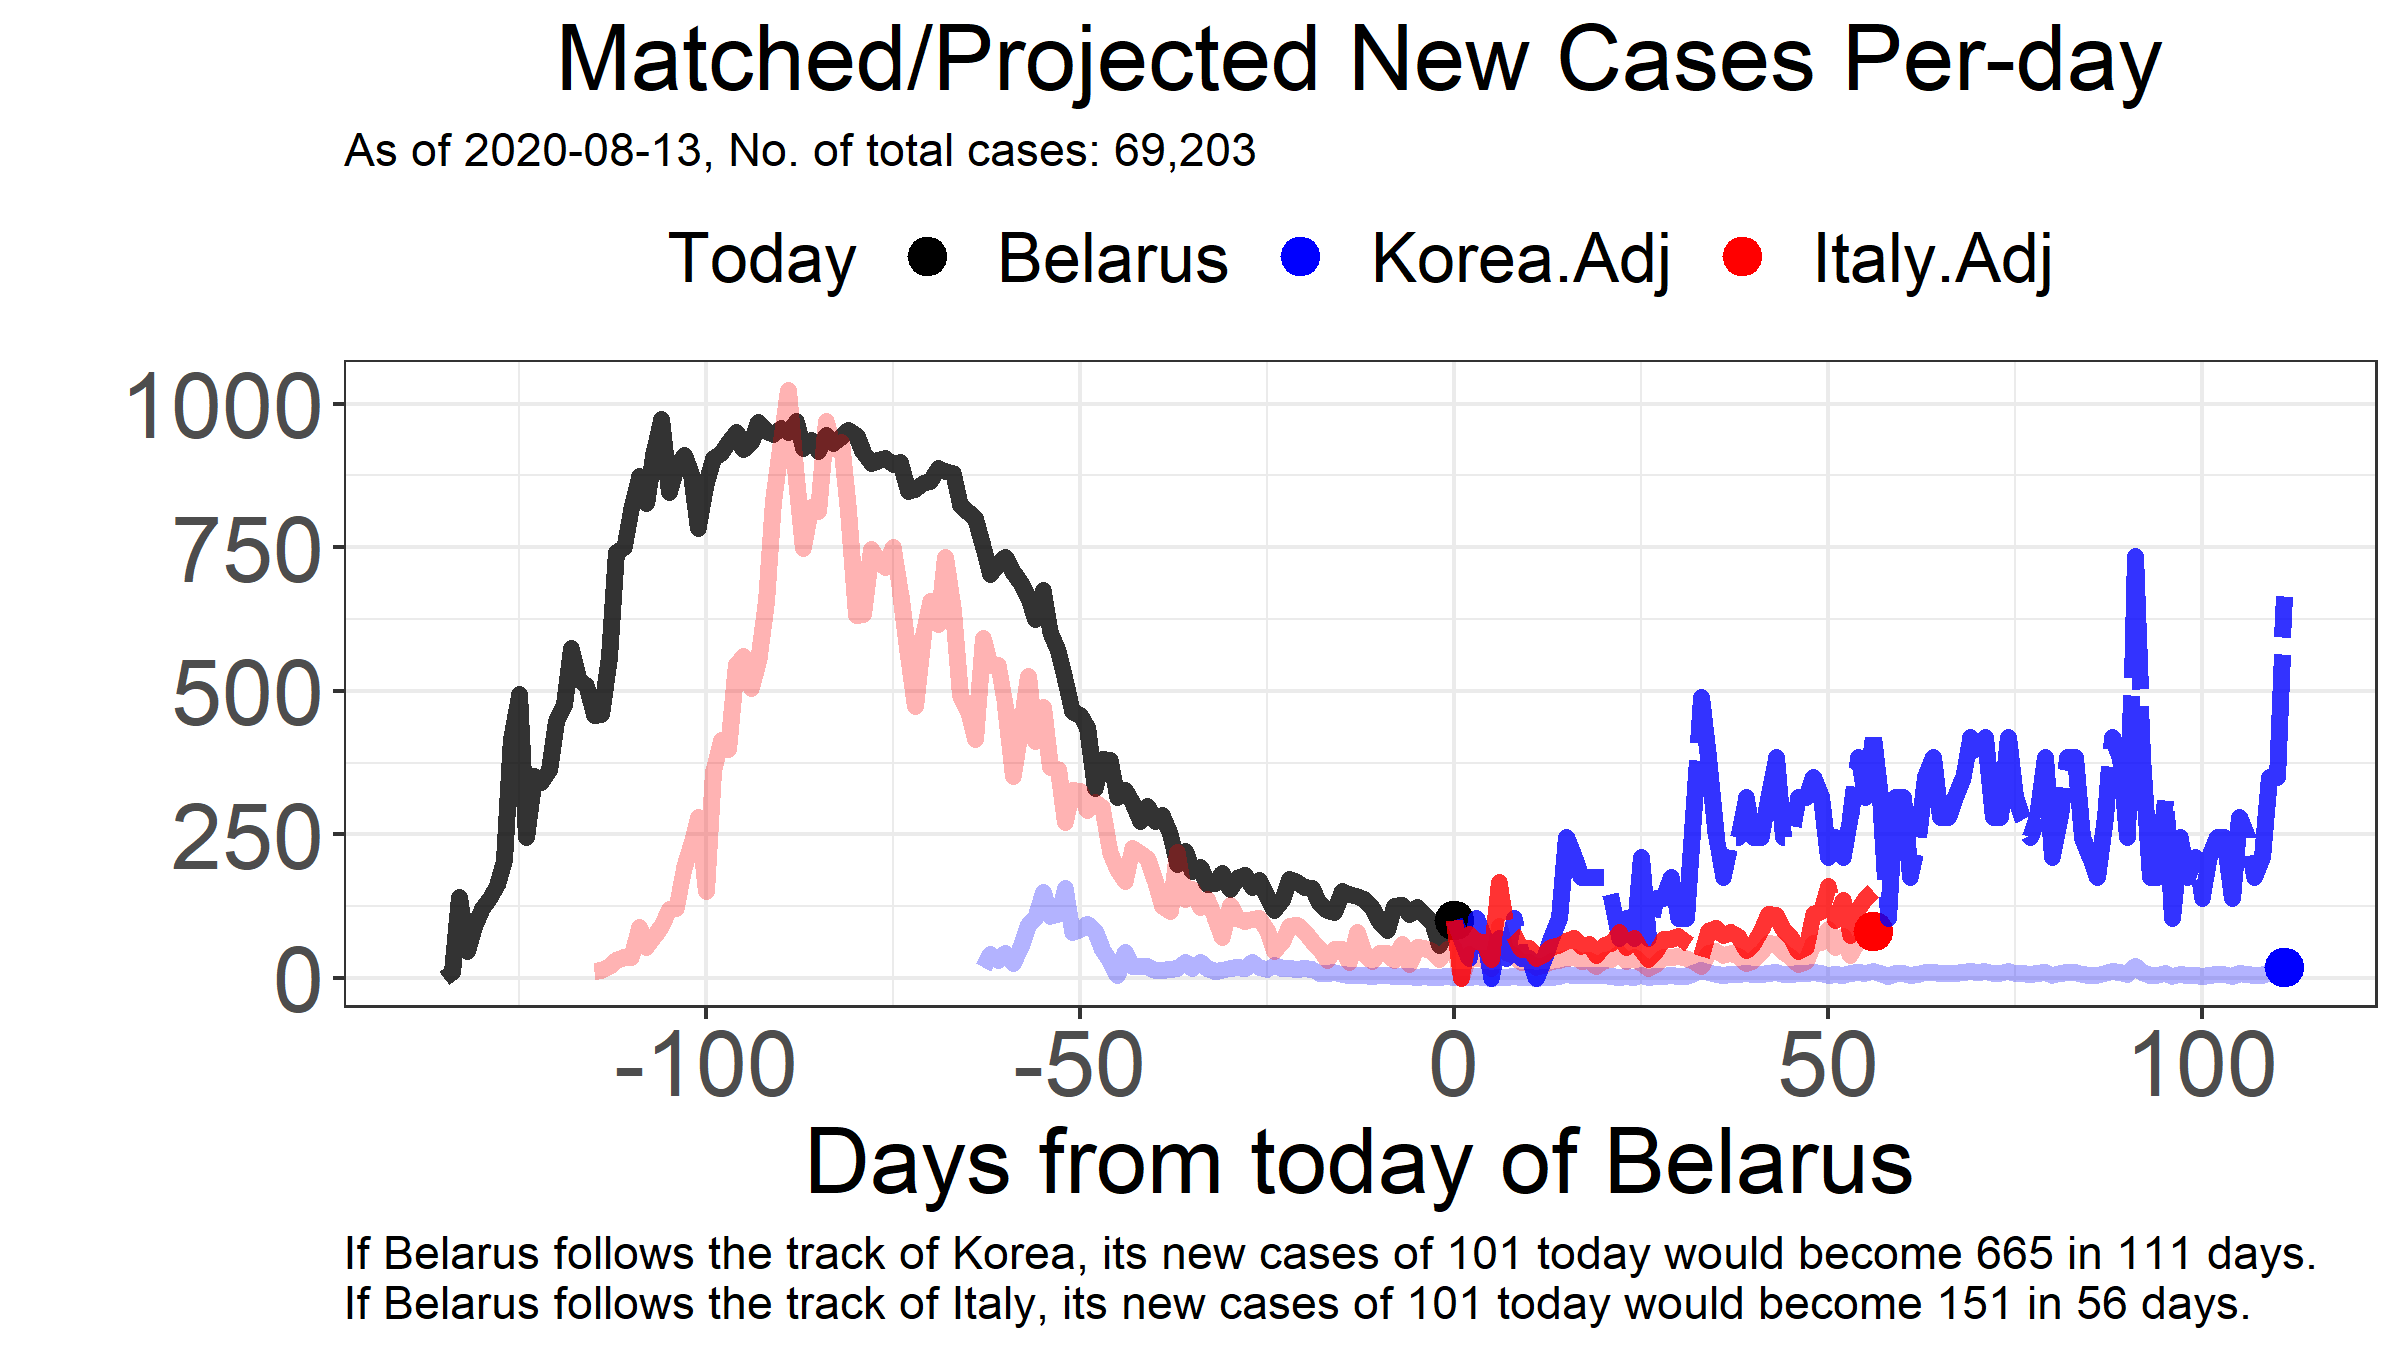 Matched/Projected New Cases Per-day
As of 2020-08-13, No. of total cases: 69,203
Today Belarus Korea.Adj Italy.Adj
1000
750
500
250
0
-100 -50 0 50 100
Days from today of Belarus
If Belarus follows the track of Korea, its new cases of 101 today would become 665 in 111 days.
If Belarus follows the track of Italy, its new cases of 101 today would become 151 in 56 days.